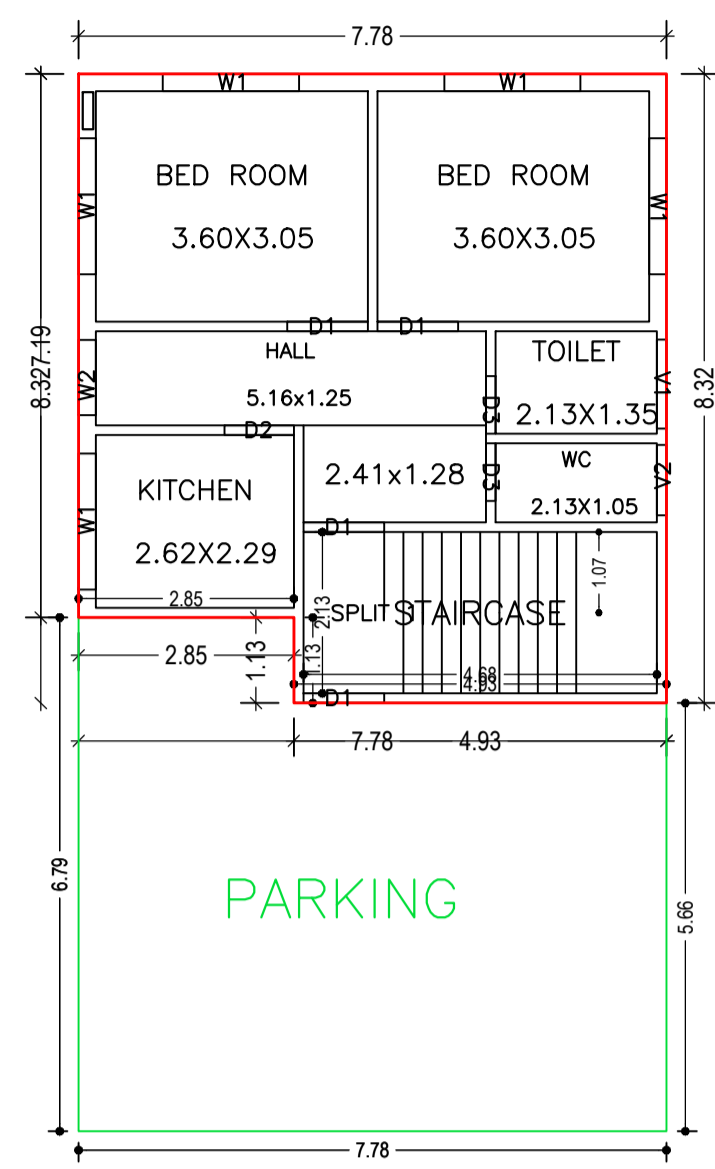 7.78
W1 W1
BED ROOM
3.60X3.05
BED ROOM
3.60X3.05
W1
W1
8.32
7.19
8.32
D1 D1
HALL
5.16x1.25
TOILET
2.13X1.35
W2
V1
D3
D2
2.41x1.28
WC
2.13X1.05
D3
V2
KITCHEN
2.62X2.29
W1
D1
2.85
1.07
2.13
SPLIT 1
STAIRCASE
2.85
1.13
1.13
4.68
4.93
D1
7.78
4.93
6.79
5.66
PARKING
7.78